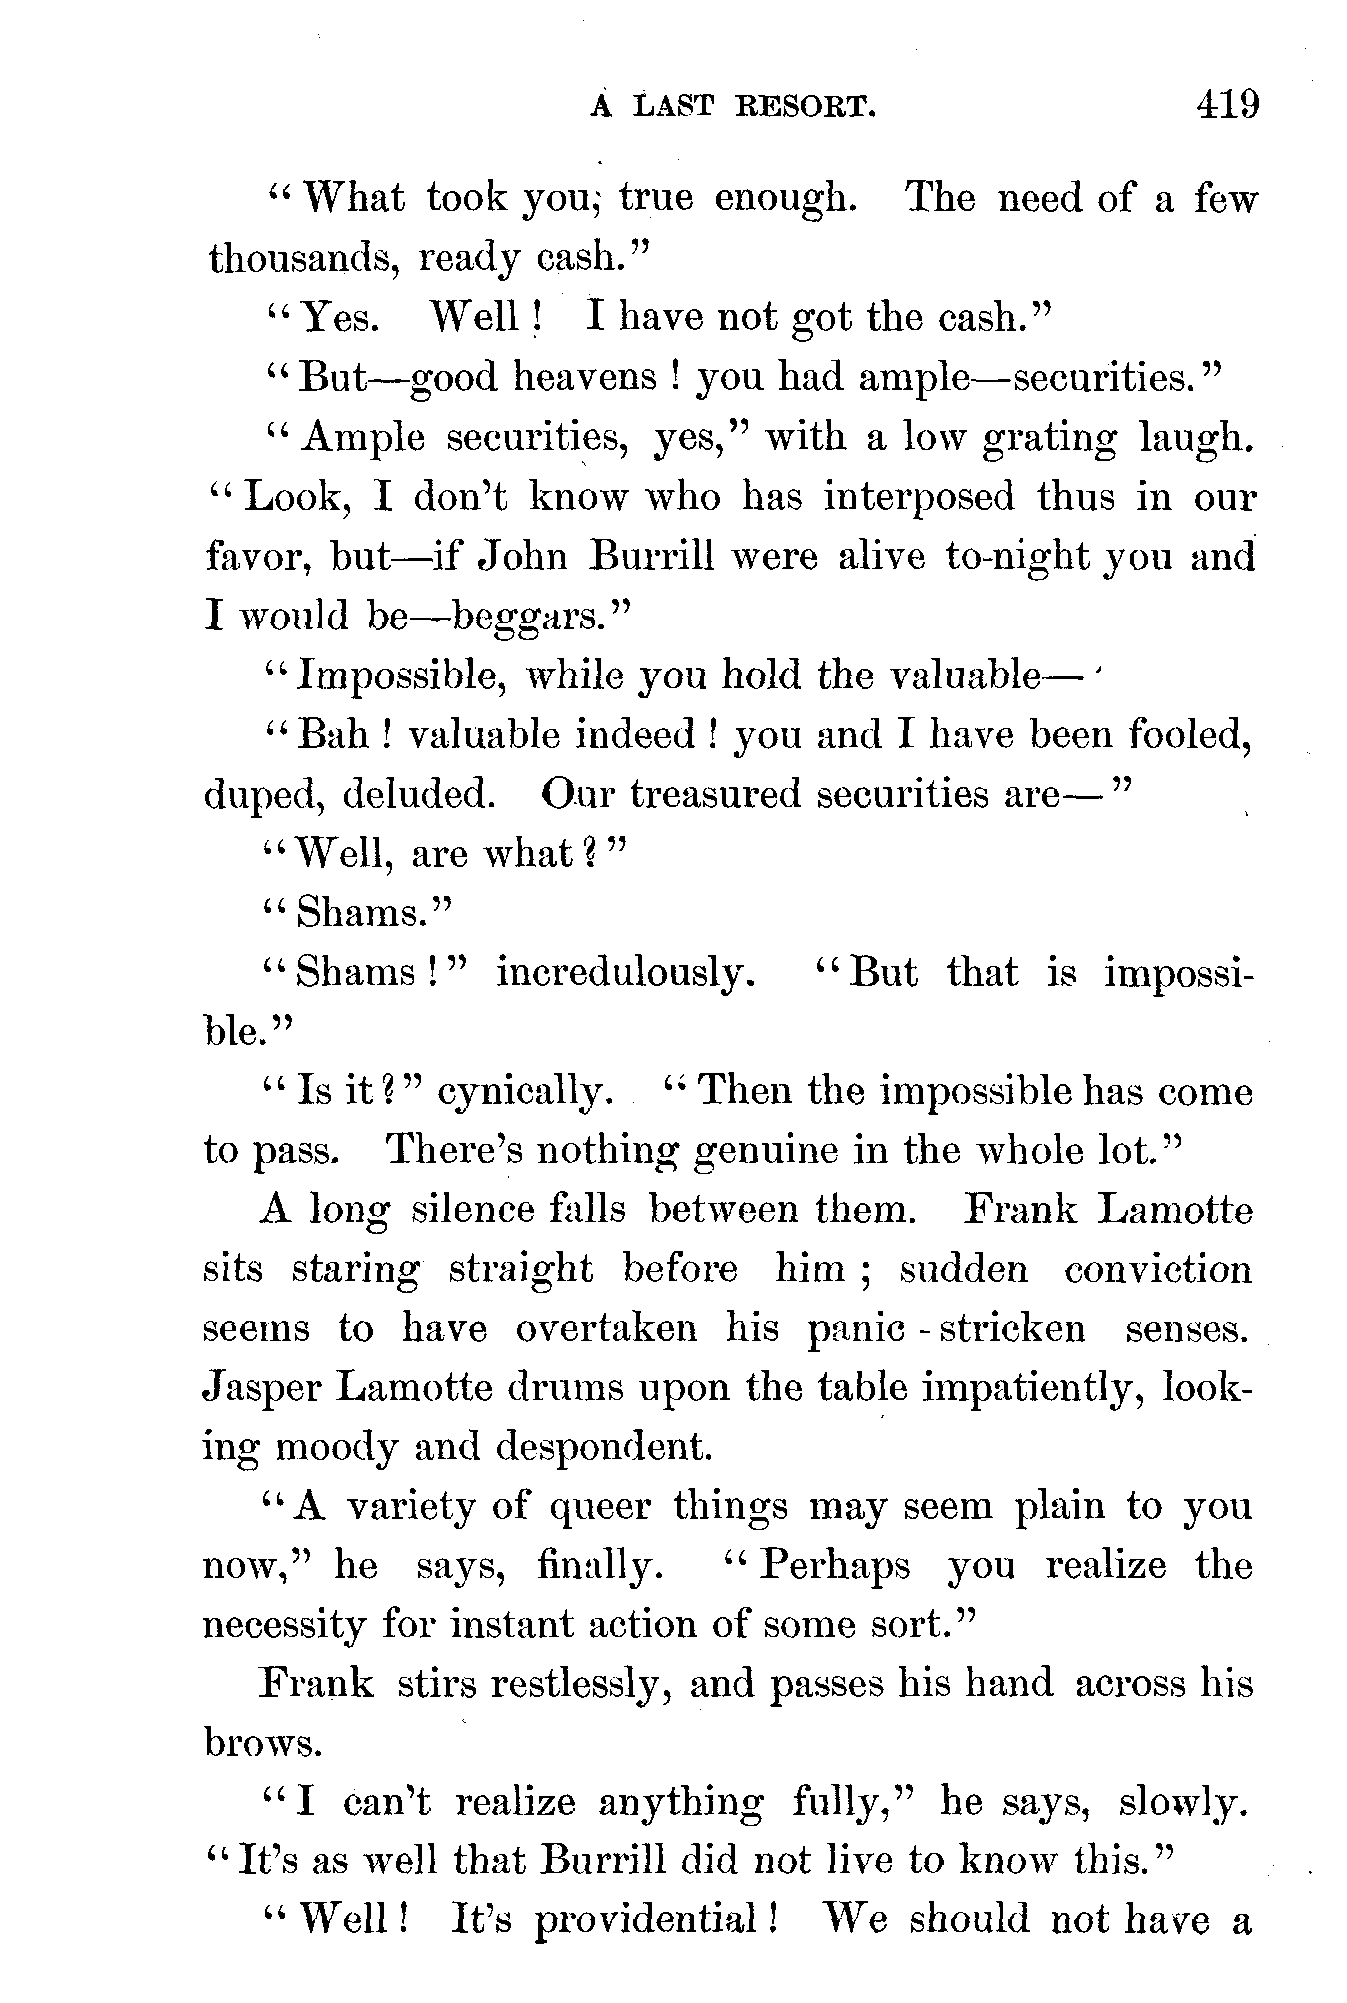 A LAST RESORT. 419
“What took you; true enough. The need of a few
thousands, ready cash.”
“Yes. Well! I have not got the cash.”
“But—good heavens! you had ample—securities.”
“Ample securities, yes,” with a low grating laugh.
“Look, I don't know who has interposed thus in our
favor, but—if John Burrill were alive to-night you and
I would be—beggars.”
“Impossible, while you hold the valuable— '
“Bah! valuable indeed! you and I have been fooled,
duped, deluded. Our treasured securities are—”
“Well, are what?”
“Shams.”
“Shams!” incredulously. “But that is impossi-
ble.”
“Is it?” cynically. “Then the impossible has come
to pass. There's nothing genuine in the whole lot.”
A long silence falls between them. Frank Lamotte
sits staring straight before him; sudden conviction
seems to have overtaken his panic-stricken senses.
Jasper Lamotte drums upon the table impatiently, look-
ing moody and despondent.
“A variety of queer things may seem plain to you
now,” he says, finally. “Perhaps you realize the
necessity for instant action of some sort.”
Frank stirs restlessly, and passes his hand across his
brows.
“I can't realize anything fully,” he says, slowly.
“It's as well that Burrill did not live to know this.”
“Well! It's providential! We should not have a